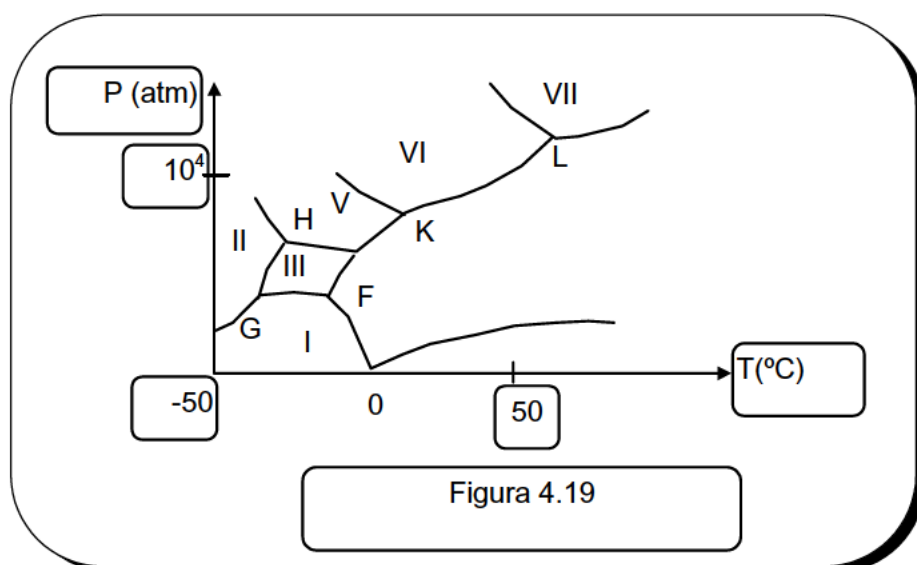 P (atm)
VII
VI
L
10⁴
V
H
K
II
III
F
G
I
-50
0
50
T(ºC)
Figura 4.19